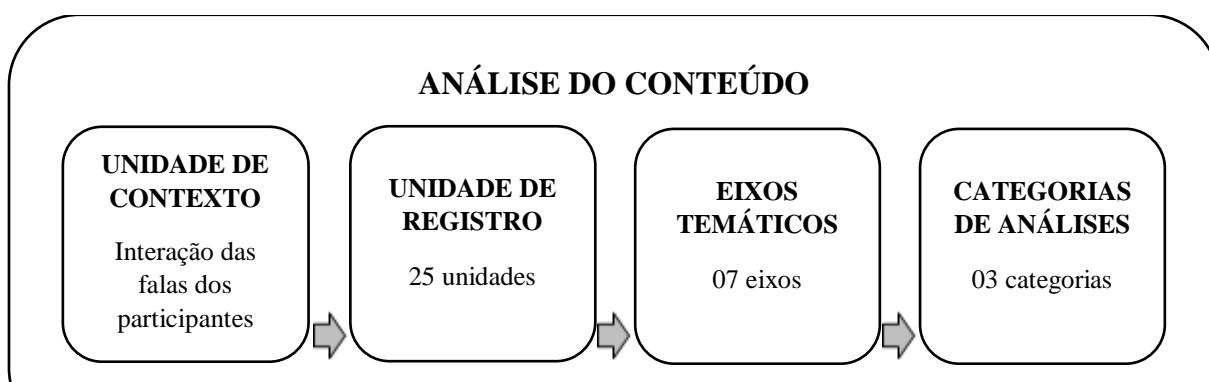 ANÁLISE DO CONTEÚDO
UNIDADE DE
CONTEXTO
Interação das
falas dos
participantes
UNIDADE DE
REGISTRO
25 unidades
EIXOS
TEMÁTICOS
07 eixos
CATEGORIAS
DE ANÁLISES
03 categorias